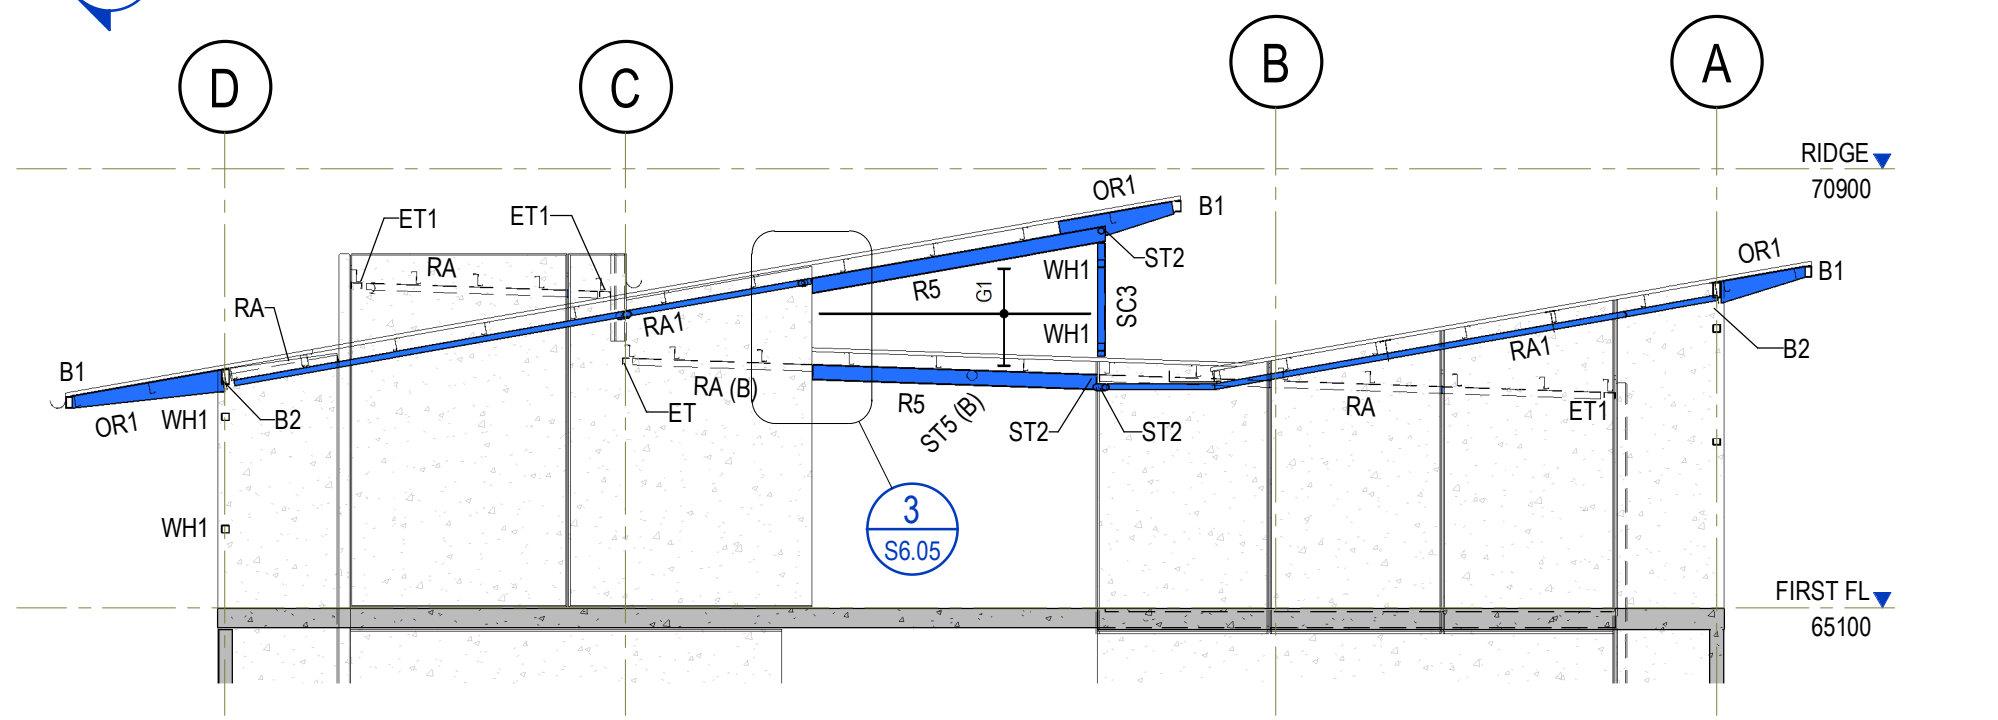 D
C
B
A
RIDGE
70900
OR1
B1
ET1
ET1
RA
ST2
WH1
OR1
B1
R5
G1
SC3
RA
RA1
WH1
RA1
B2
B1
RA (B)
ET
R5
ST5 (B)
ST2
ST2
RA
ET1
OR1
WH1
B2
3
S6.05
WH1
FIRST FL
65100